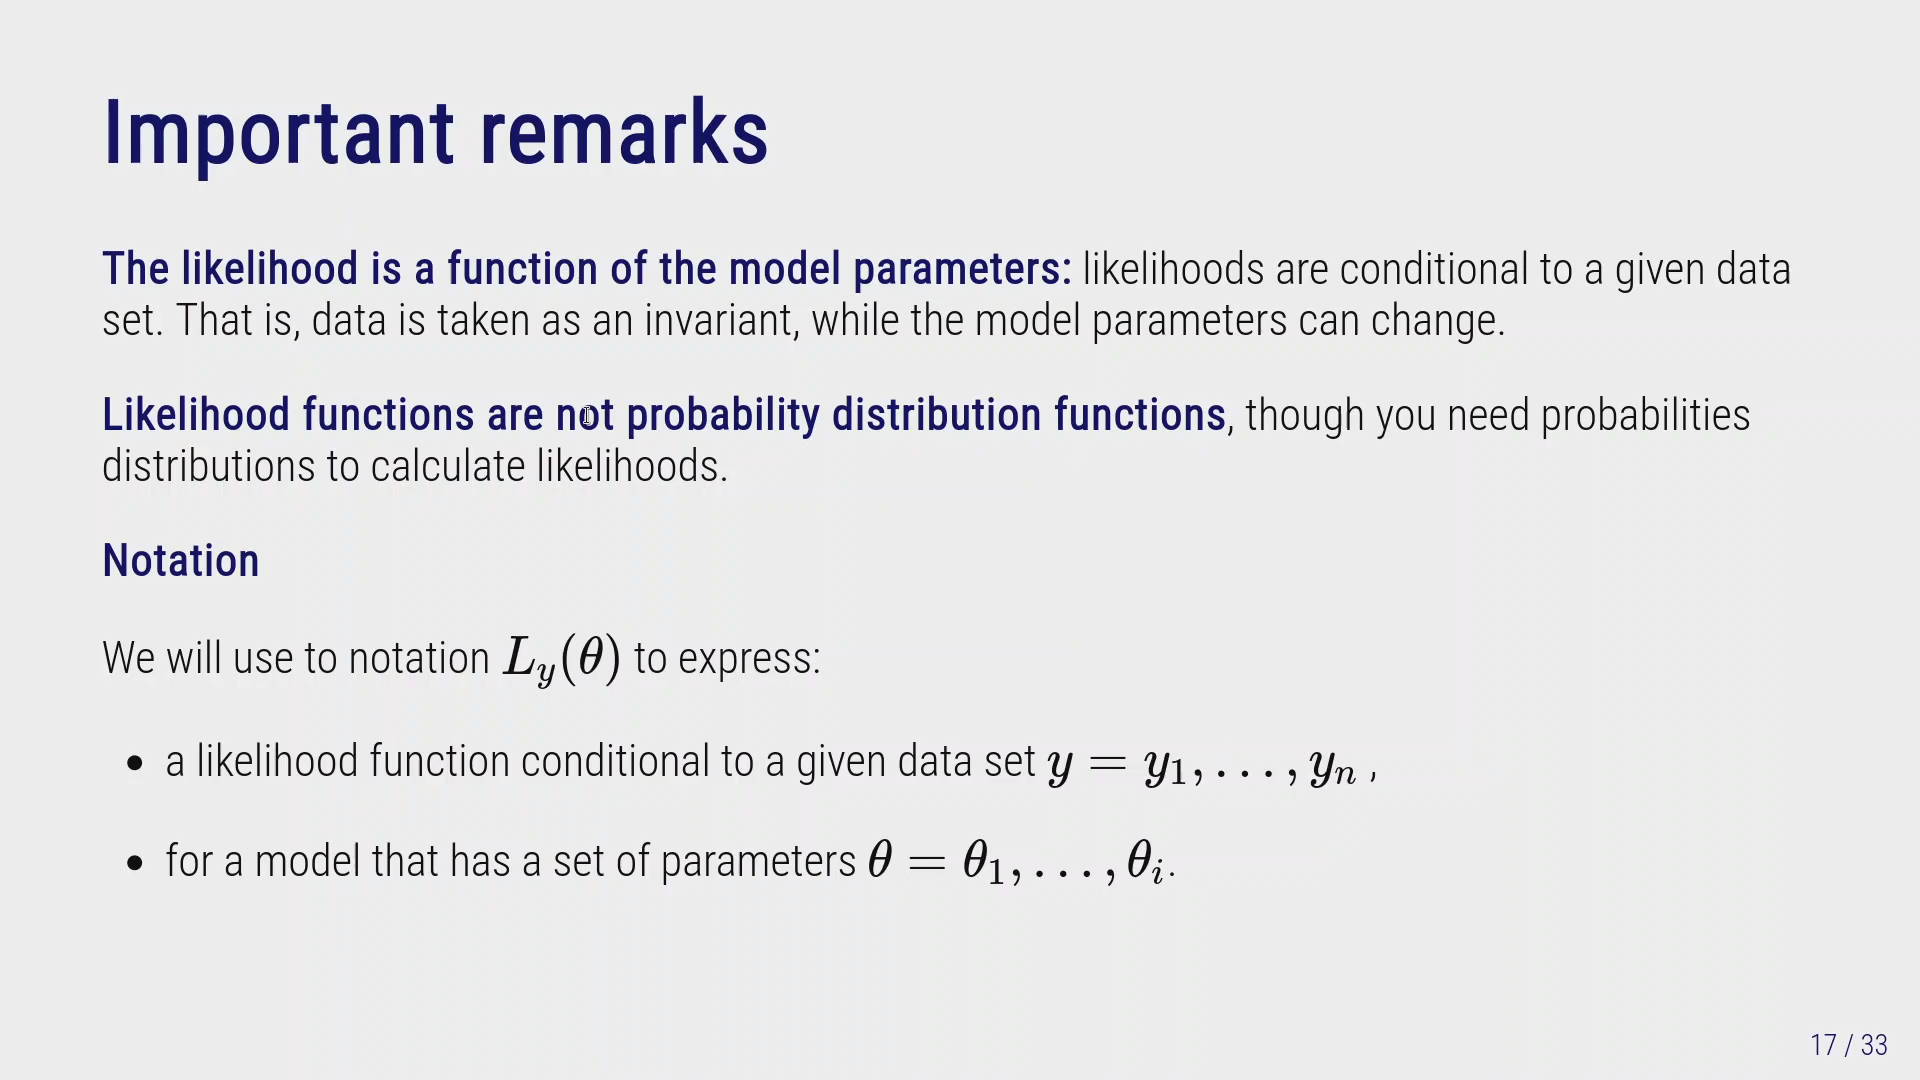 Important remarks
The likelihood is a function of the model parameters: likelihoods are conditional to a given data
set. That is, data is taken as an invariant, while the model parameters can change.
Likelihood functions are not probability distribution functions, though you need probabilities
distributions to calculate likelihoods.
Notation
We will use to notation L_y(θ) to express:
• a likelihood function conditional to a given data set y = y_1, . . . , y_n ,
• for a model that has a set of parameters θ = θ_1, . . . , θ_i.
17 / 33